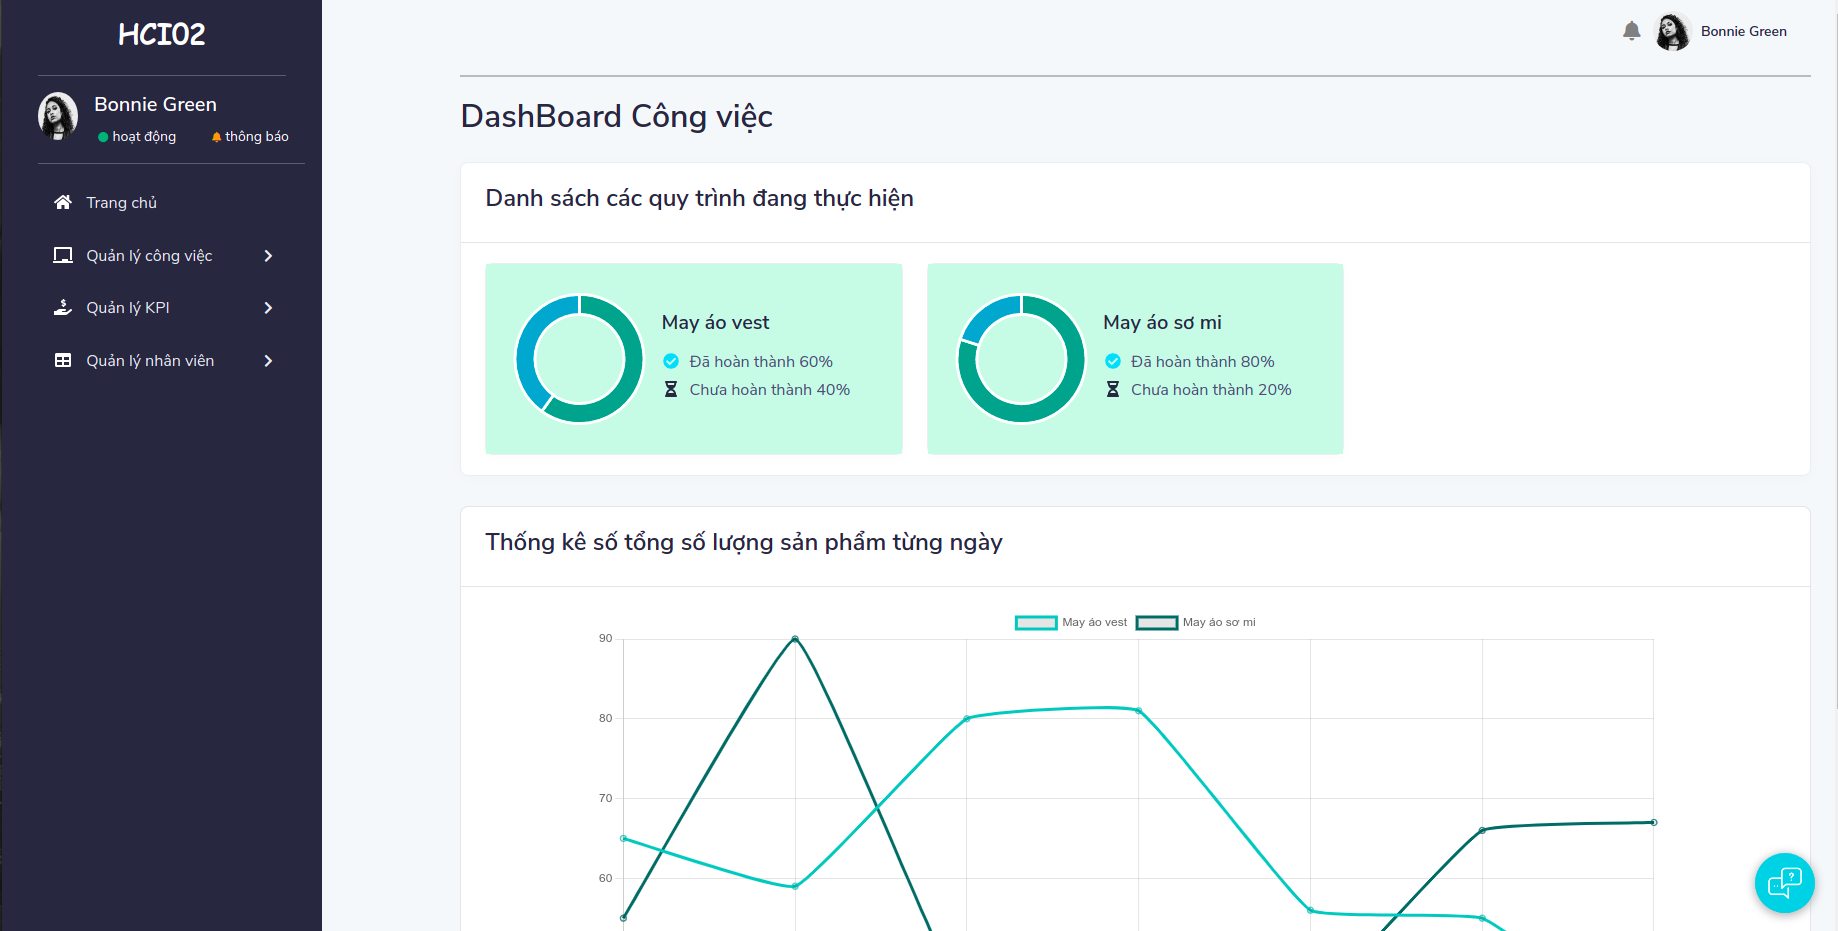 HCI02
Bonnie Green
hoạt động thông báo
Trang chủ
Quản lý công việc
Quản lý KPI
Quản lý nhân viên
Bonnie Green
DashBoard Công việc
Danh sách các quy trình đang thực hiện
May áo vest
Đã hoàn thành 60%
Chưa hoàn thành 40%
May áo sơ mi
Đã hoàn thành 80%
Chưa hoàn thành 20%
Thống kê số tổng số lượng sản phẩm từng ngày
May áo vest May áo sơ mi
90
80
70
60
?